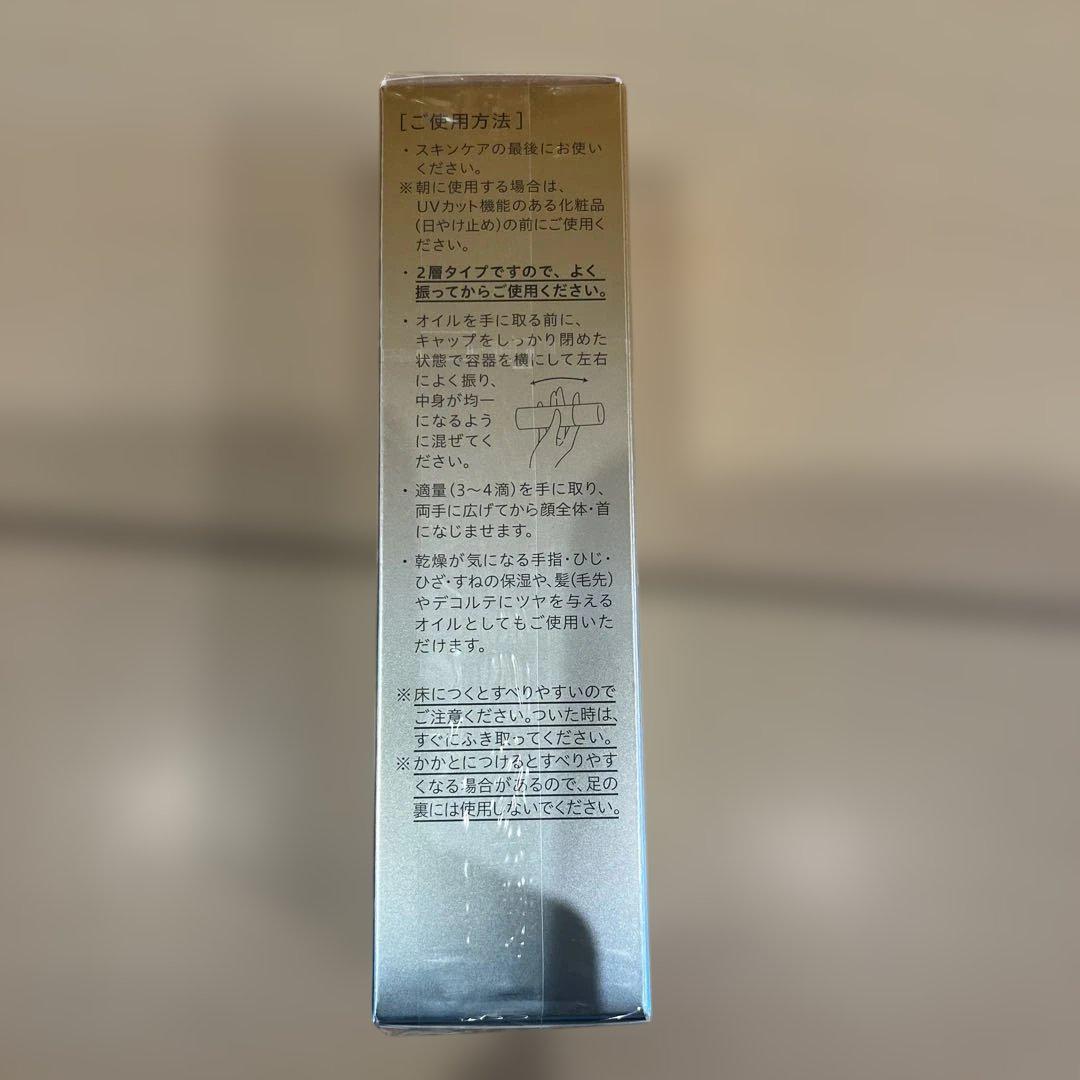 ［ご使用方法］
・スキンケアの最後にお使い
ください。
※朝に使用する場合は、
UVカット機能のある化粧品
(日やけ止め)の前にご使用く
ださい。
・2層タイプですので、よく
振ってからご使用ください。
・オイルを手に取る前に、
キャップをしっかり閉めた
状態で容器を横にして左右
によく振り、
中身が均一
になるよう
に混ぜてく
ださい。
・適量(3〜4滴)を手に取り、
両手に広げてから顔全体・首
になじませます。
・乾燥が気になる手指・ひじ・
ひざ・すねの保湿や、髪(毛先)
やデコルテにツヤを与える
オイルとしてもご使用いた
だけます。
※床につくとすべりやすいので
ご注意ください。ついた時は、
すぐにふき取ってください。
※かかとにつけるとすべりやす
くなる場合があるので、足の
裏には使用しないでください。